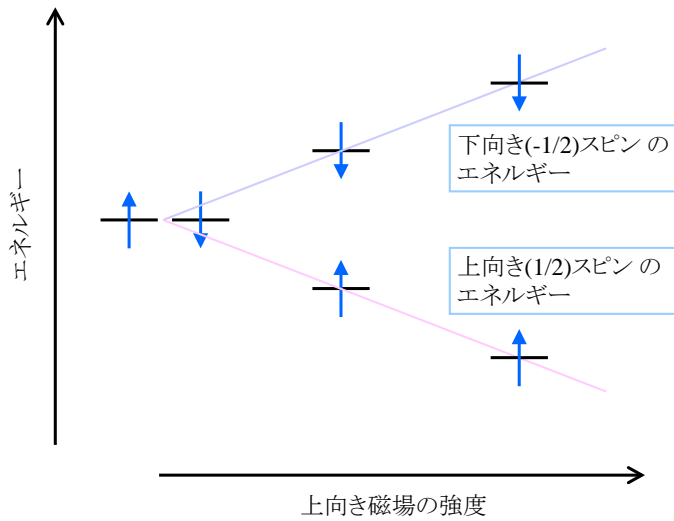 下向き(-1/2)スピン の
エネルギー
エネルギー
上向き(1/2)スピン の
エネルギー
上向き磁場の強度